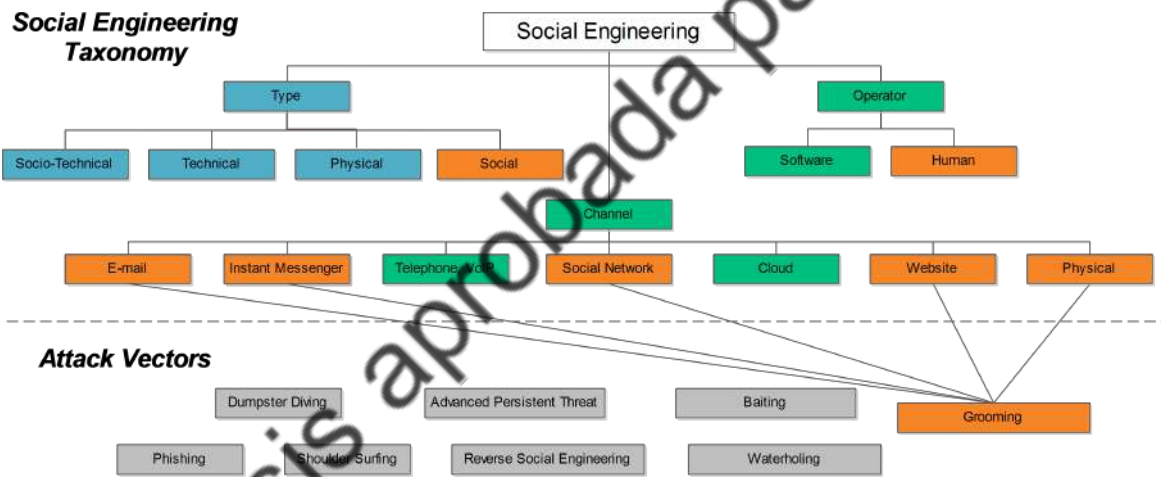 Social Engineering
Taxonomy
Social Engineering
Type
Operator
Socio-Technical
Technical
Physical
Social
Software
Human
Channel
E-mail
Instant Messenger
Telephone, VoIP
Social Network
Cloud
Website
Physical
Attack Vectors
Dumpster Diving
Advanced Persistent Threat
Baiting
Grooming
Phishing
Shoulder Surfing
Reverse Social Engineering
Waterholing
aprobada